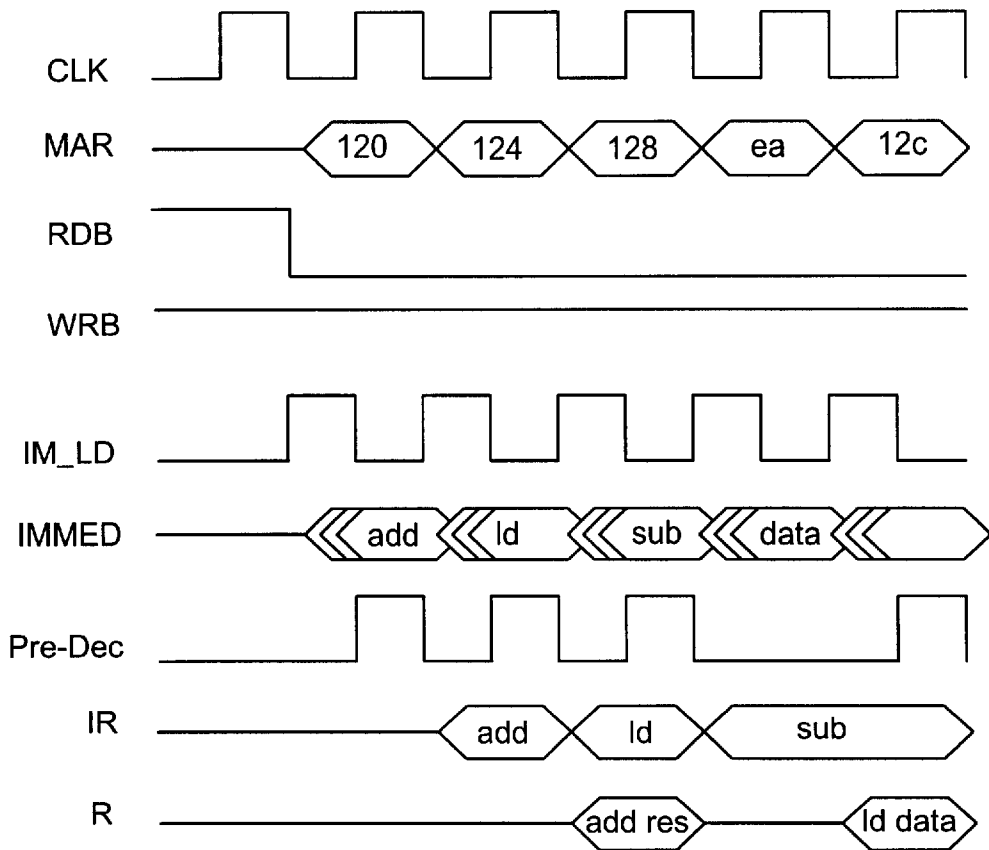 CLK
MAR 120 124 128 ea 12c
RDB
WRB
IM_LD
IMMED add ld sub data
Pre-Dec
IR add ld sub
R add res ld data